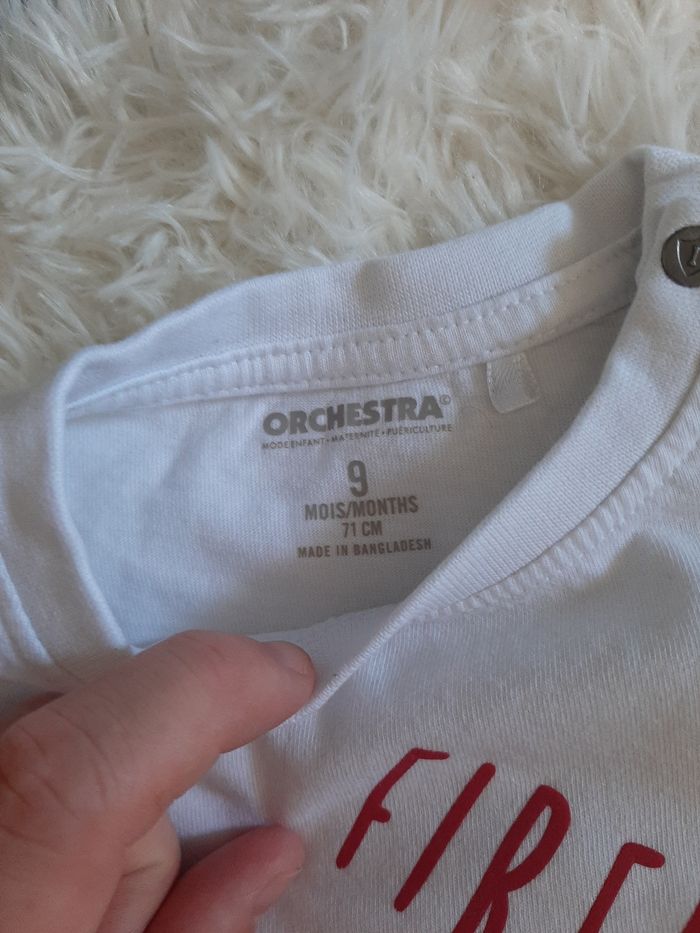 ORCHESTRA©
MODE ENFANT • MATERNITÉ • PUÉRICULTURE
9
MOIS/MONTHS
71 CM
MADE IN BANGLADESH
FIRE